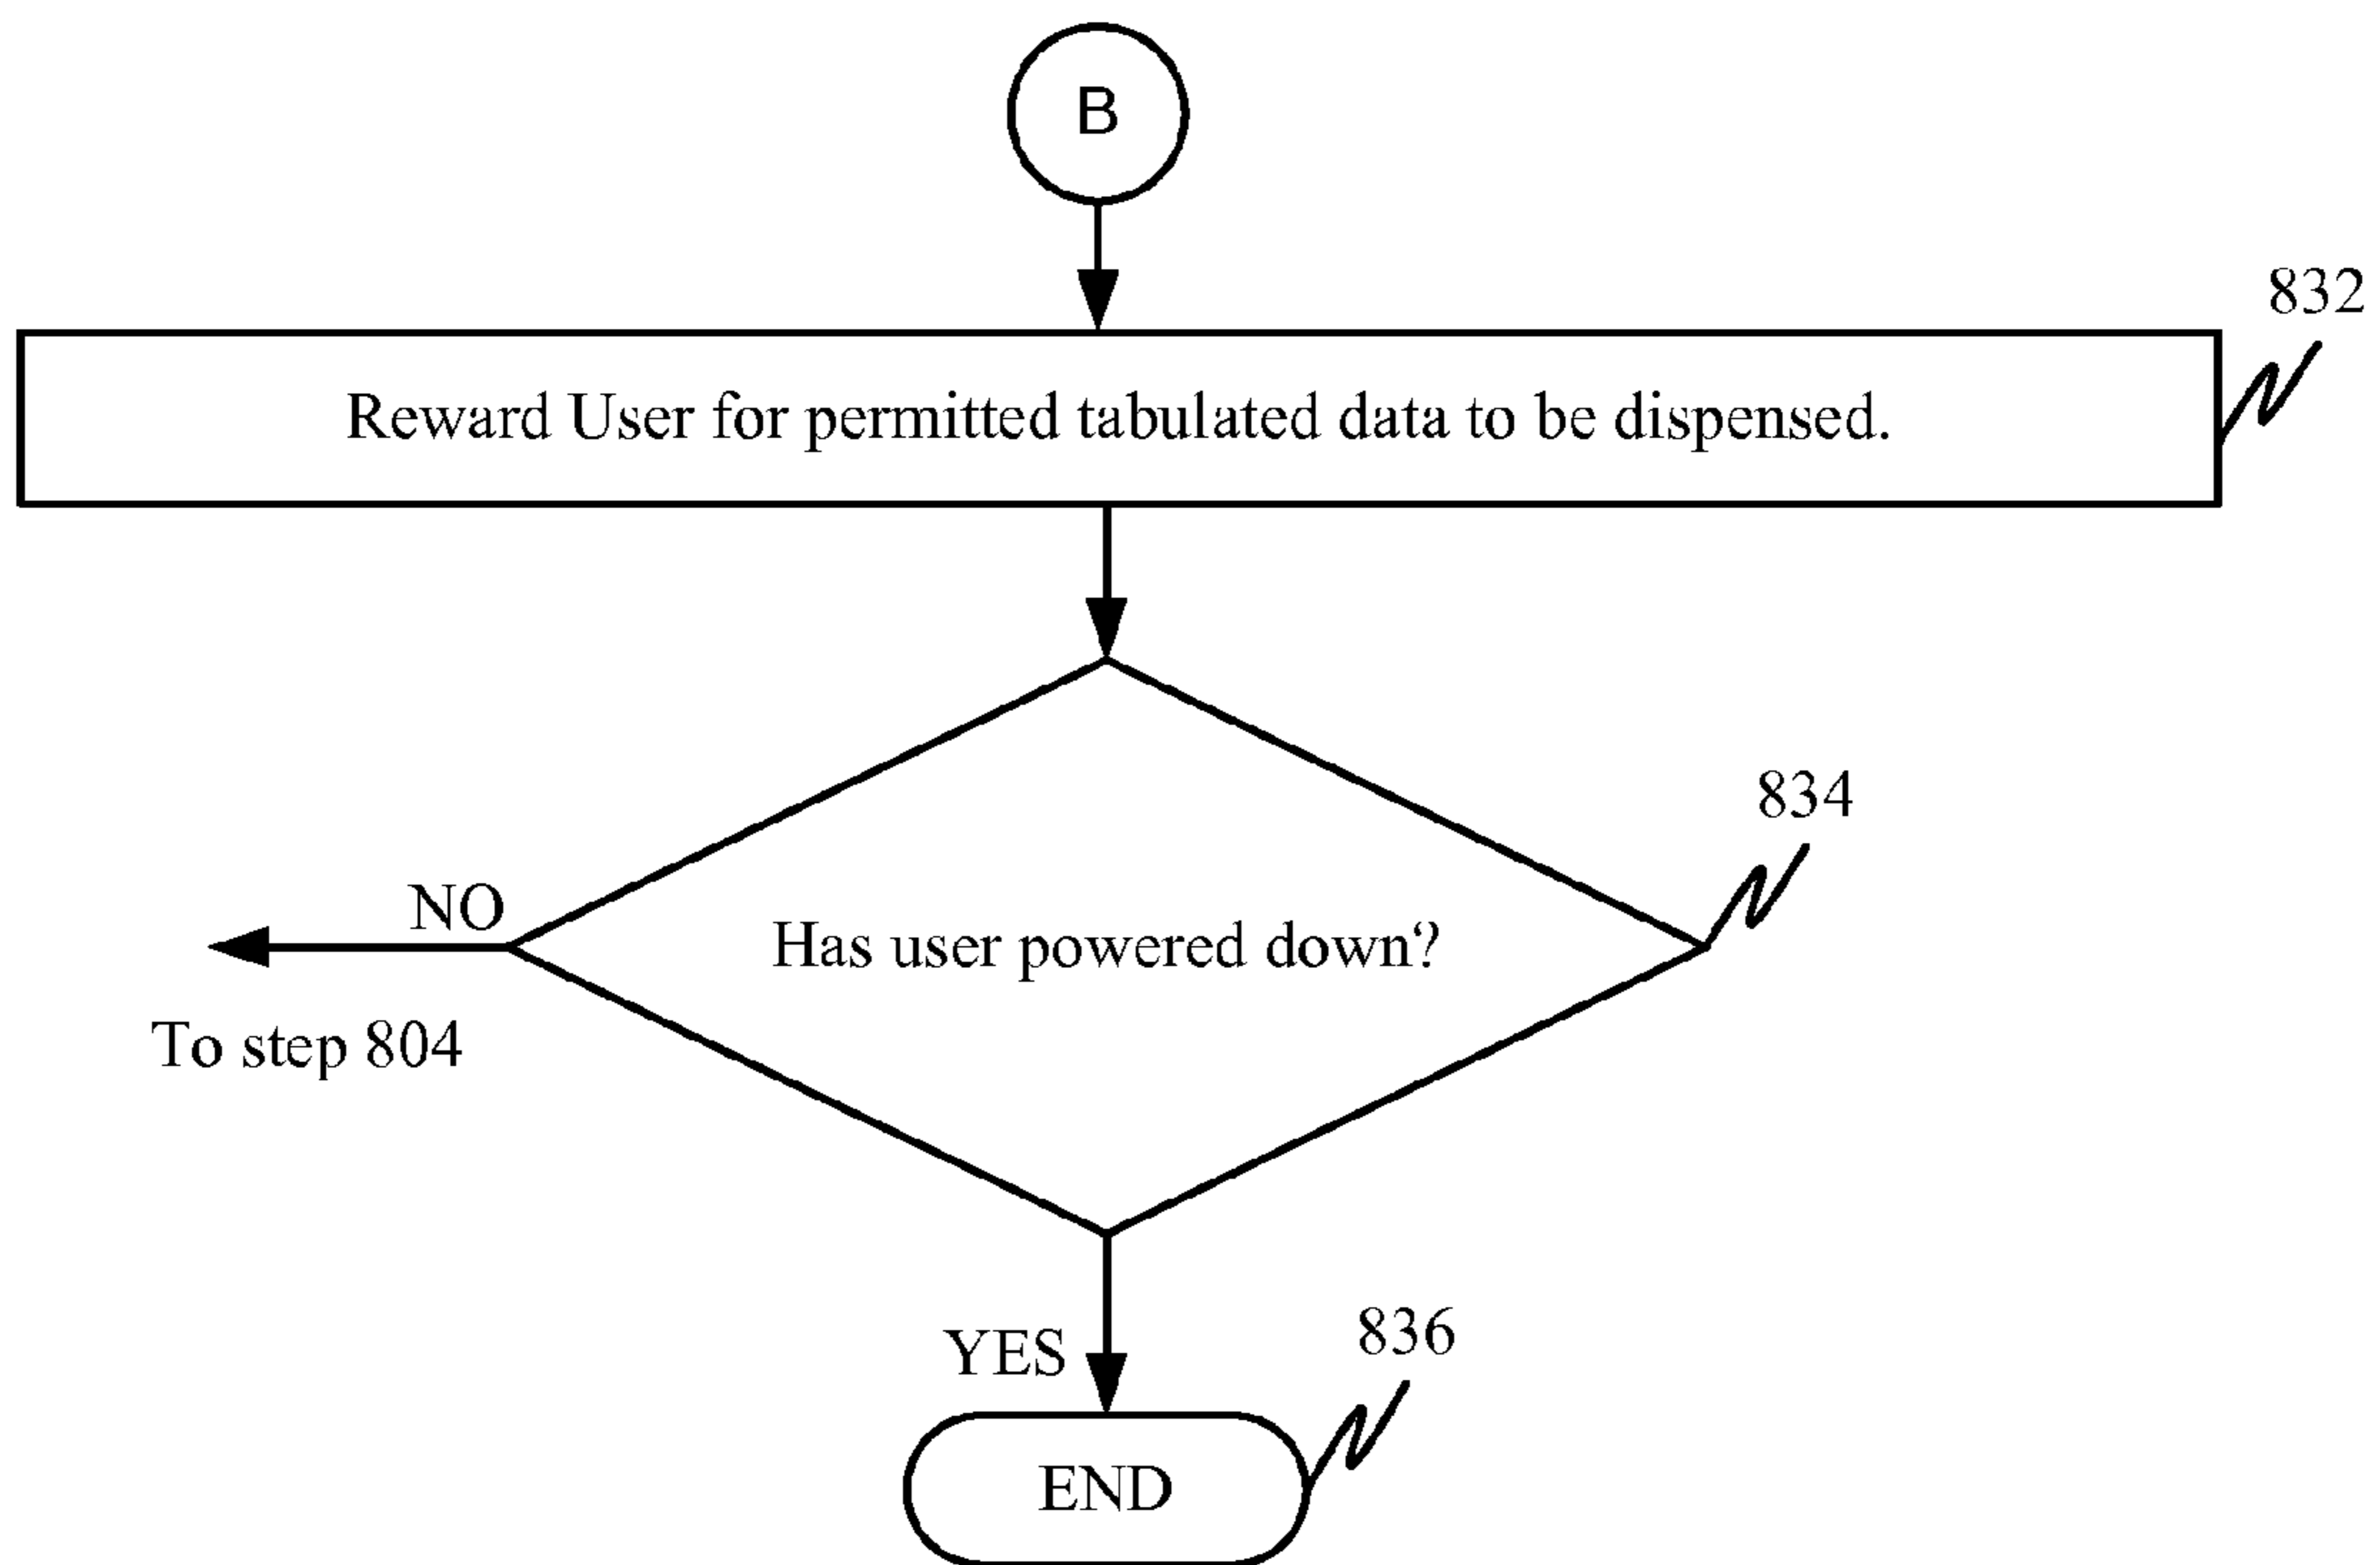 B
832
Reward User for permitted tabulated data to be dispensed.
834
NO
Has user powered down?
To step 804
836
YES
END